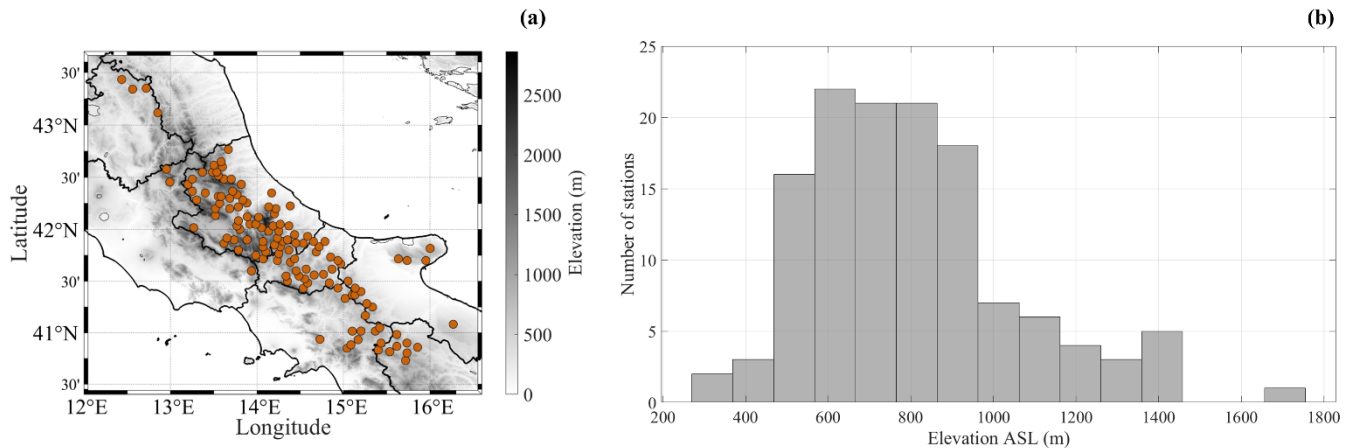 (a)
30'
43°N
30'
42°N
30'
41°N
30'
12°E 13°E 14°E 15°E 16°E
Longitude
Latitude
2500
2000
1500
1000
500
0
Elevation (m)
(b)
25
20
15
10
5
0
200 400 600 800 1000 1200 1400 1600 1800
Elevation ASL (m)
Number of stations